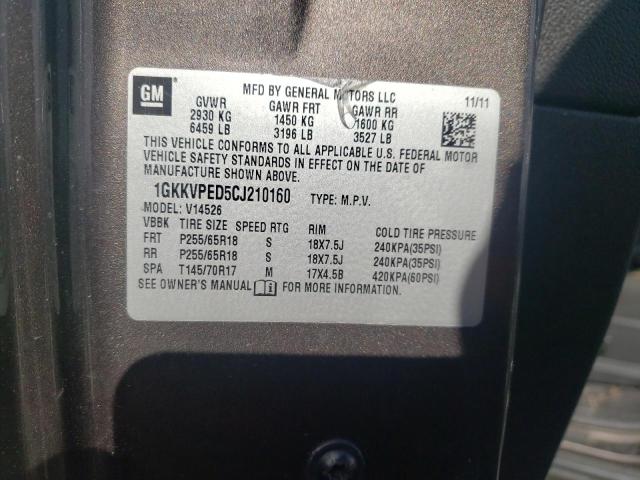 GM
MFD BY GENERAL MOTORS LLC 11/11
GVWR GAWR FRT GAWR RR
2930 KG 1450 KG 1600 KG
6459 LB 3196 LB 3527 LB
THIS VEHICLE CONFORMS TO ALL APPLICABLE U.S. FEDERAL MOTOR
VEHICLE SAFETY STANDARDS IN EFFECT ON THE DATE OF
MANUFACTURE SHOWN ABOVE.
1GKKVPED5CJ210160 TYPE: M.P.V.
MODEL: V14526
VBBK TIRE SIZE SPEED RTG RIM COLD TIRE PRESSURE
FRT P255/65R18 S 18X7.5J 240KPA(35PSI)
RR P255/65R18 S 18X7.5J 240KPA(35PSI)
SPA T145/70R17 M 17X4.5B 420KPA(60PSI)
SEE OWNER'S MANUAL FOR MORE INFORMATION.